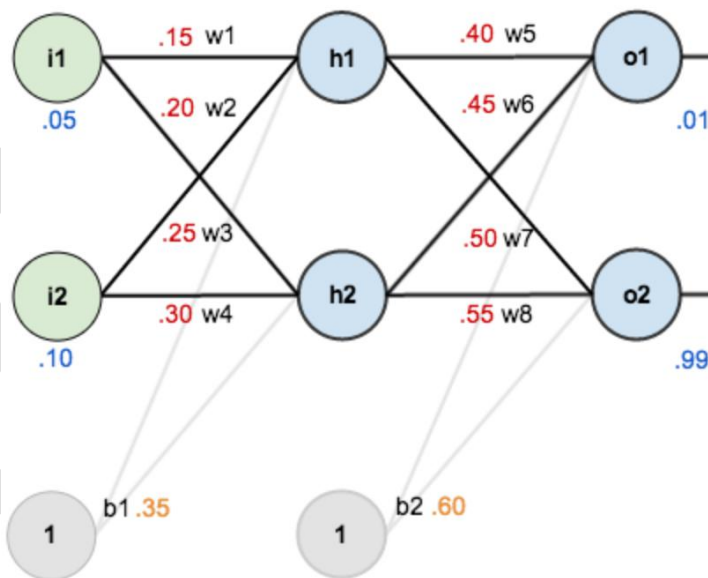 .15 w1
.40 w5
i1
h1
o1
.20 w2
.45 w6
.05
.01
.25 w3
.50 w7
i2
h2
o2
.30 w4
.55 w8
.10
.99
b1 .35
b2 .60
1
1